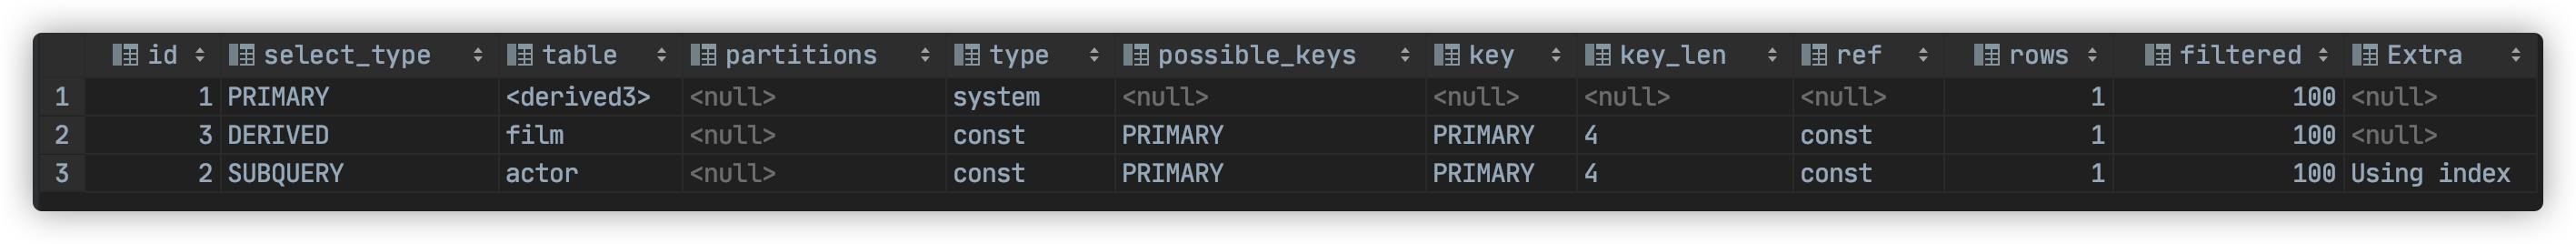 id select_type table partitions type possible_keys key key_len ref rows filtered Extra
1 1 PRIMARY <derived3> <null> system <null> <null> <null> <null> 1 100 <null>
2 3 DERIVED film <null> const PRIMARY PRIMARY 4 const 1 100 <null>
3 2 SUBQUERY actor <null> const PRIMARY PRIMARY 4 const 1 100 Using index